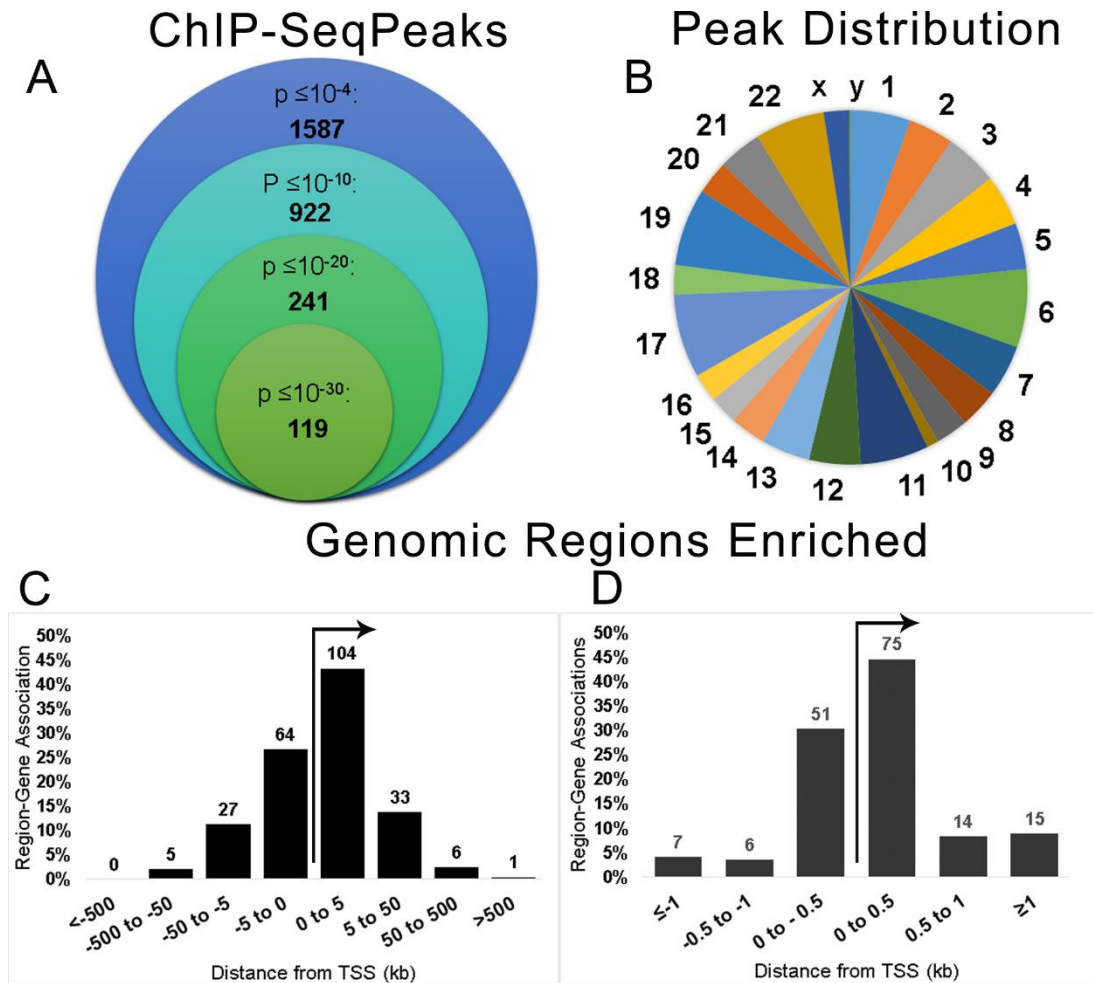 ChIP-SeqPeaks
Peak Distribution
A
p ≤10⁻⁴:
1587
P ≤10⁻¹⁰:
922
p ≤10⁻²⁰:
241
p ≤10⁻³⁰:
119
B
x y 1
2
3
4
5
6
7
8
9
10
11
12
13
14
15
16
17
18
19
20
21
22
Genomic Regions Enriched
C
Region-Gene Association
50%
45%
40%
35%
30%
25%
20%
15%
10%
5%
0%
0
5
27
64
104
33
6
1
<-500
-500 to -50
-50 to -5
-5 to 0
0 to 5
5 to 50
50 to 500
>500
Distance from TSS (kb)
D
Region-Gene Associations
50%
45%
40%
35%
30%
25%
20%
15%
10%
5%
0%
7
6
51
75
14
15
≤-1
-0.5 to -1
0 to - 0.5
0 to 0.5
0.5 to 1
≥1
Distance from TSS (kb)